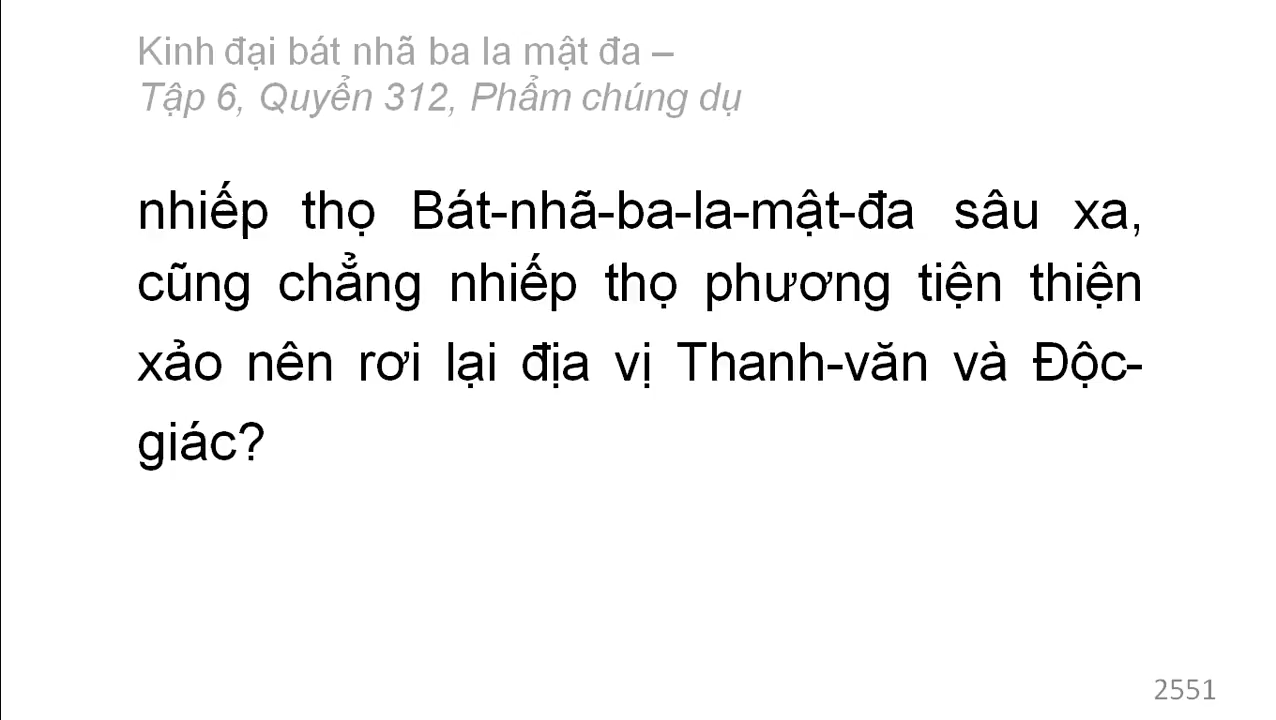 Kinh đại bát nhã ba la mật đa –
Tập 6, Quyển 312, Phẩm chúng dụ
nhiếp thọ Bát-nhã-ba-la-mật-đa sâu xa,
cũng chẳng nhiếp thọ phương tiện thiện
xảo nên rơi lại địa vị Thanh-văn và Độc-
giác?
2551